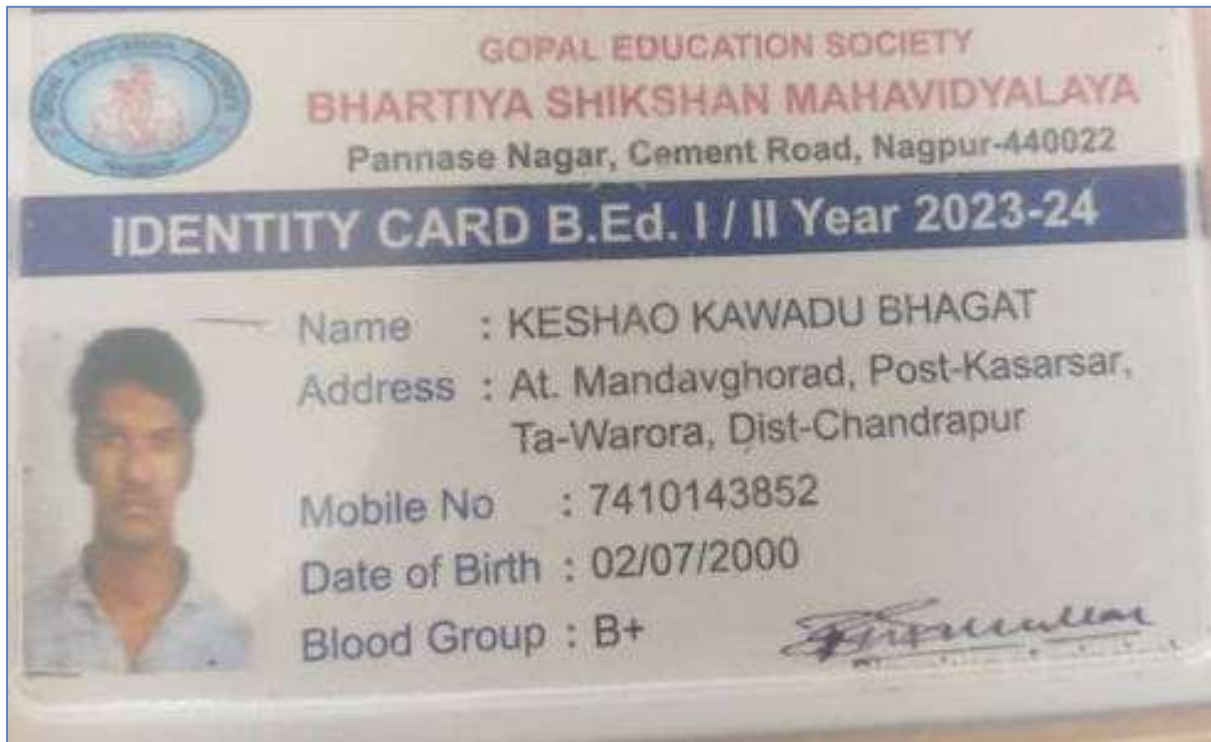 GOPAL EDUCATION SOCIETY
BHARTIYA SHIKSHAN MAHAVIDYALAYA
Pannase Nagar, Cement Road, Nagpur-440022
IDENTITY CARD B.Ed. I / II Year 2023-24
Name : KESHAO KAWADU BHAGAT
Address : At. Mandavghorad, Post-Kasarsar,
Ta-Warora, Dist-Chandrapur
Mobile No : 7410143852
Date of Birth : 02/07/2000
Blood Group : B+